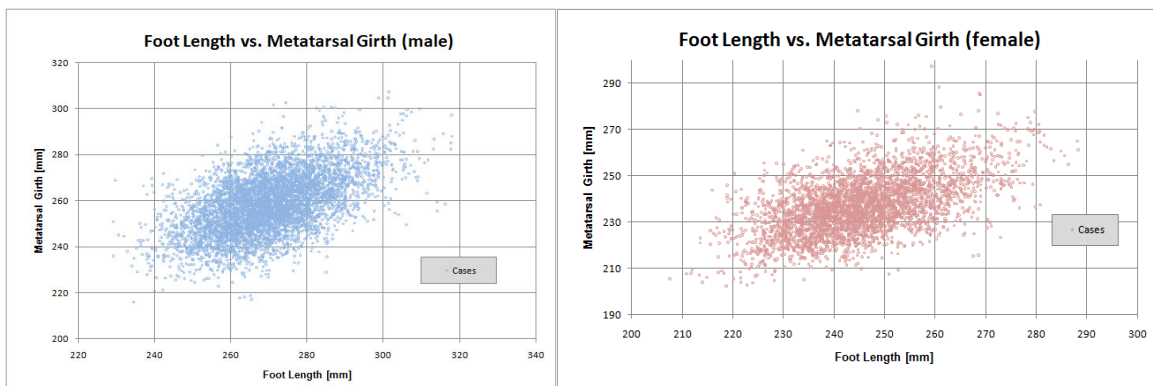 Foot Length vs. Metatarsal Girth (male)
320
300
280
260
240
220
200
Metatarsal Girth [mm]
220 240 260 280 300 320 340
Foot Length [mm]
Cases
Foot Length vs. Metatarsal Girth (female)
290
270
250
230
210
190
Metatarsal Girth [mm]
200 210 220 230 240 250 260 270 280 290 300
Foot Length [mm]
Cases